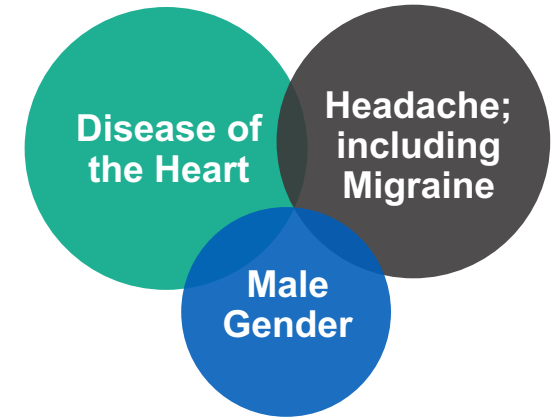 Disease of
the Heart
Headache;
including
Migraine
Male
Gender